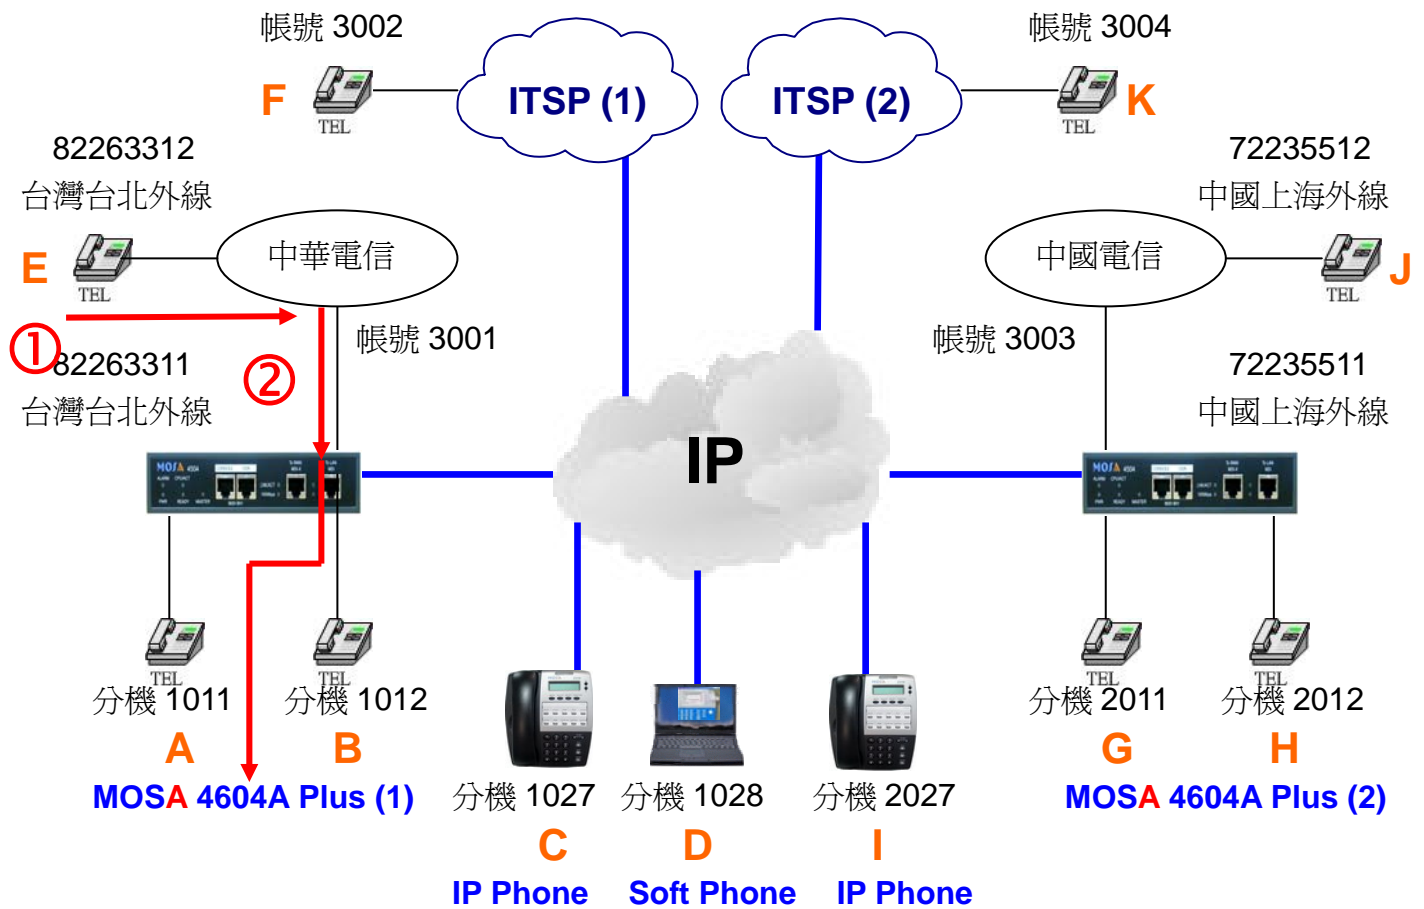 帳號 3002
帳號 3004
F
TEL
ITSP (1)
ITSP (2)
TEL
K
82263312
台灣台北外線
72235512
中國上海外線
E
TEL
中華電信
中國電信
TEL
J
①
②
帳號 3001
帳號 3003
82263311
台灣台北外線
72235511
中國上海外線
IP
MOSA
MOSA
TEL
TEL
TEL
TEL
分機 1011
分機 1012
分機 2011
分機 2012
A
B
G
H
MOSA 4604A Plus (1)
分機 1027
分機 1028
分機 2027
MOSA 4604A Plus (2)
C
D
I
IP Phone
Soft Phone
IP Phone